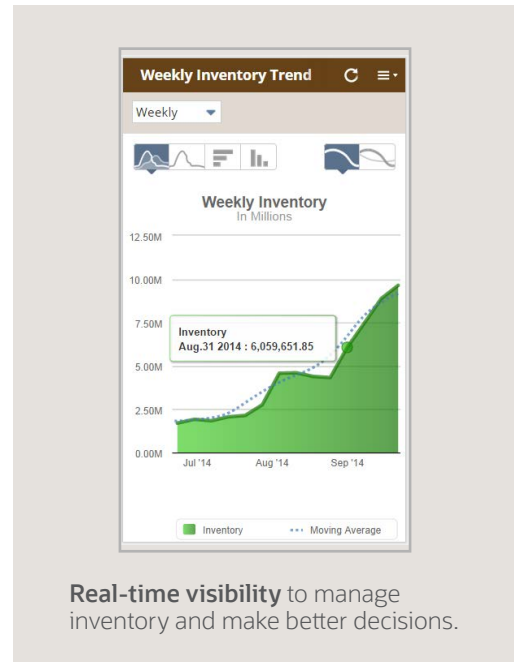 Weekly Inventory Trend
Weekly
Weekly Inventory
In Millions
12.50M
10.00M
7.50M
Inventory
Aug.31 2014 : 6,059,651.85
5.00M
2.50M
0.00M
Jul '14 Aug '14 Sep '14
Inventory Moving Average
Real-time visibility to manage
inventory and make better decisions.